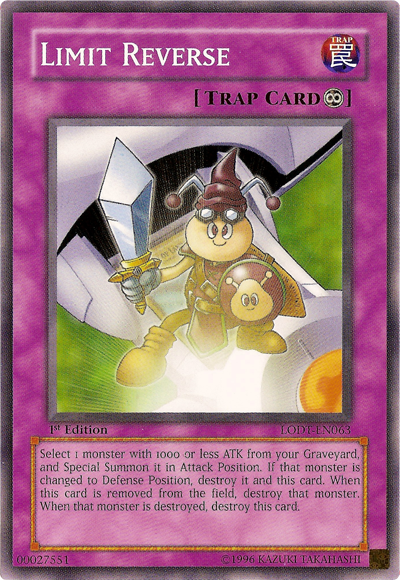 LIMIT REVERSE
TRAP
罠
[TRAP CARD∞]
1st Edition
LODT-EN063
Select 1 monster with 1000 or less ATK from your Graveyard,
and Special Summon it in Attack Position. If that monster is
changed to Defense Position, destroy it and this card. When
this card is removed from the field, destroy that monster.
When that monster is destroyed, destroy this card.
00027551
©1996 KAZUKI TAKAHASHI